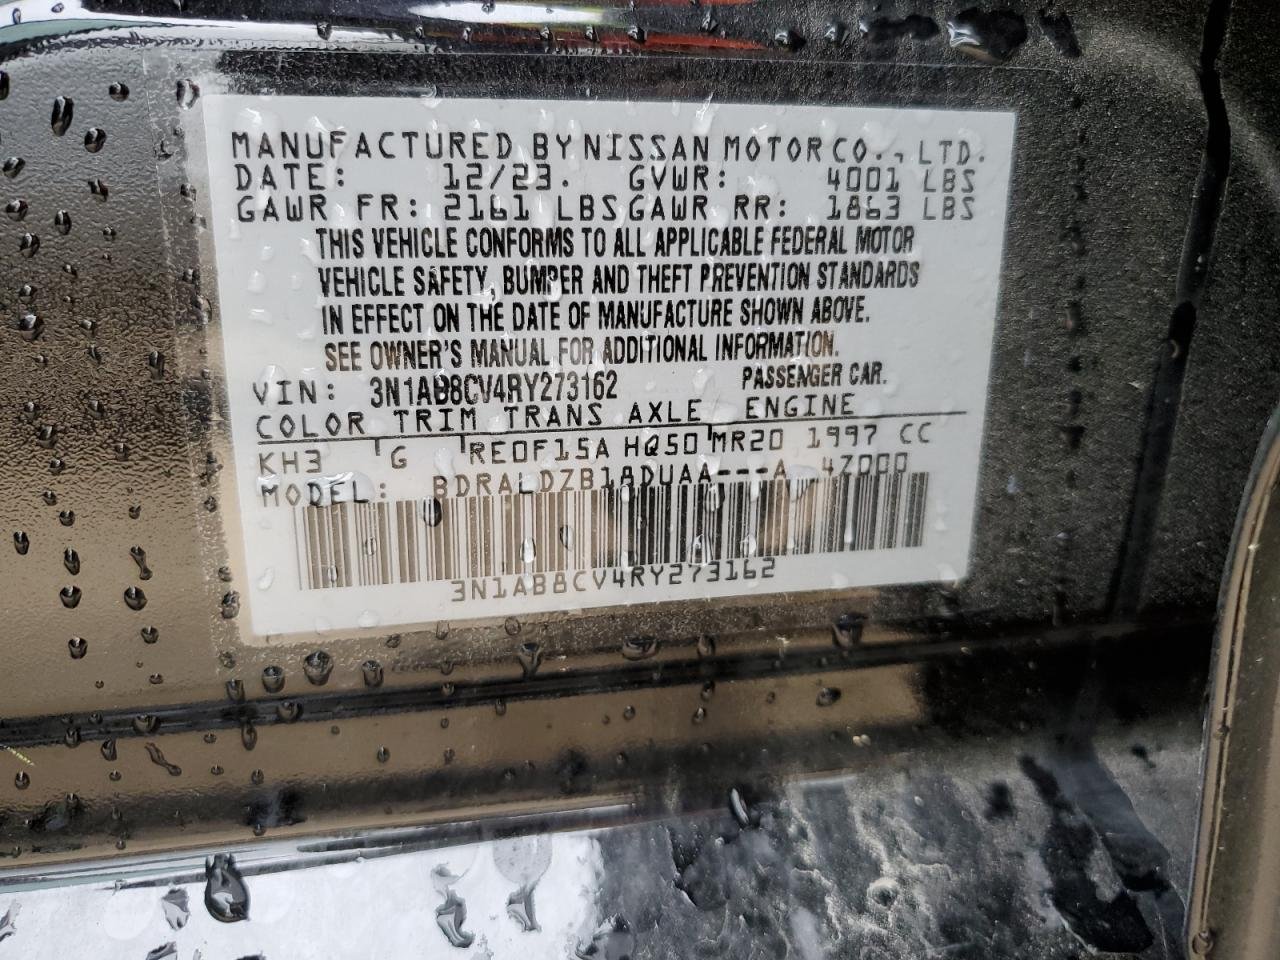 MANUFACTURED BY NISSAN MOTOR CO., LTD.
DATE: 12/23. GVWR: 4001 LBS
GAWR FR: 2161 LBS GAWR RR: 1863 LBS
THIS VEHICLE CONFORMS TO ALL APPLICABLE FEDERAL MOTOR
VEHICLE SAFETY, BUMPER AND THEFT PREVENTION STANDARDS
IN EFFECT ON THE DATE OF MANUFACTURE SHOWN ABOVE.
SEE OWNER'S MANUAL FOR ADDITIONAL INFORMATION.
VIN: 3N1AB8CV4RY273162 PASSENGER CAR.
COLOR TRIM TRANS AXLE ENGINE
KH3 G RE0F15A HQ50 MR20 1997 CC
MODEL: BDRALDZB18DUAA---A 4Z000
3N1AB8CV4RY273162